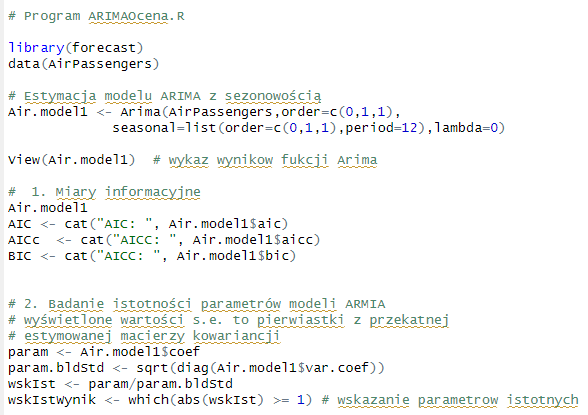 # Program ARIMAOcena.R
library(forecast)
data(AirPassengers)
# Estymacja modelu ARIMA z sezonowością
Air.model1 <- Arima(AirPassengers,order=c(0,1,1),
seasonal=list(order=c(0,1,1),period=12),lambda=0)
View(Air.model1)  # wykaz wynikow fukcji Arima
#  1. Miary informacyjne
Air.model1
AIC <- cat("AIC: ", Air.model1$aic)
AICc  <- cat("AICC: ", Air.model1$aicc)
BIC <- cat("AICC: ", Air.model1$bic)
# 2. Badanie istotności parametrów modeli ARMIA
# wyświetlone wartości s.e. to pierwiastki z przekatnej
# estymowanej macierzy kowariancji
param <- Air.model1$coef
param.bldStd <- sqrt(diag(Air.model1$var.coef))
wskIst <- param/param.bldStd
wskIstWynik <- which(abs(wskIst) >= 1) # wskazanie parametrow istotnych